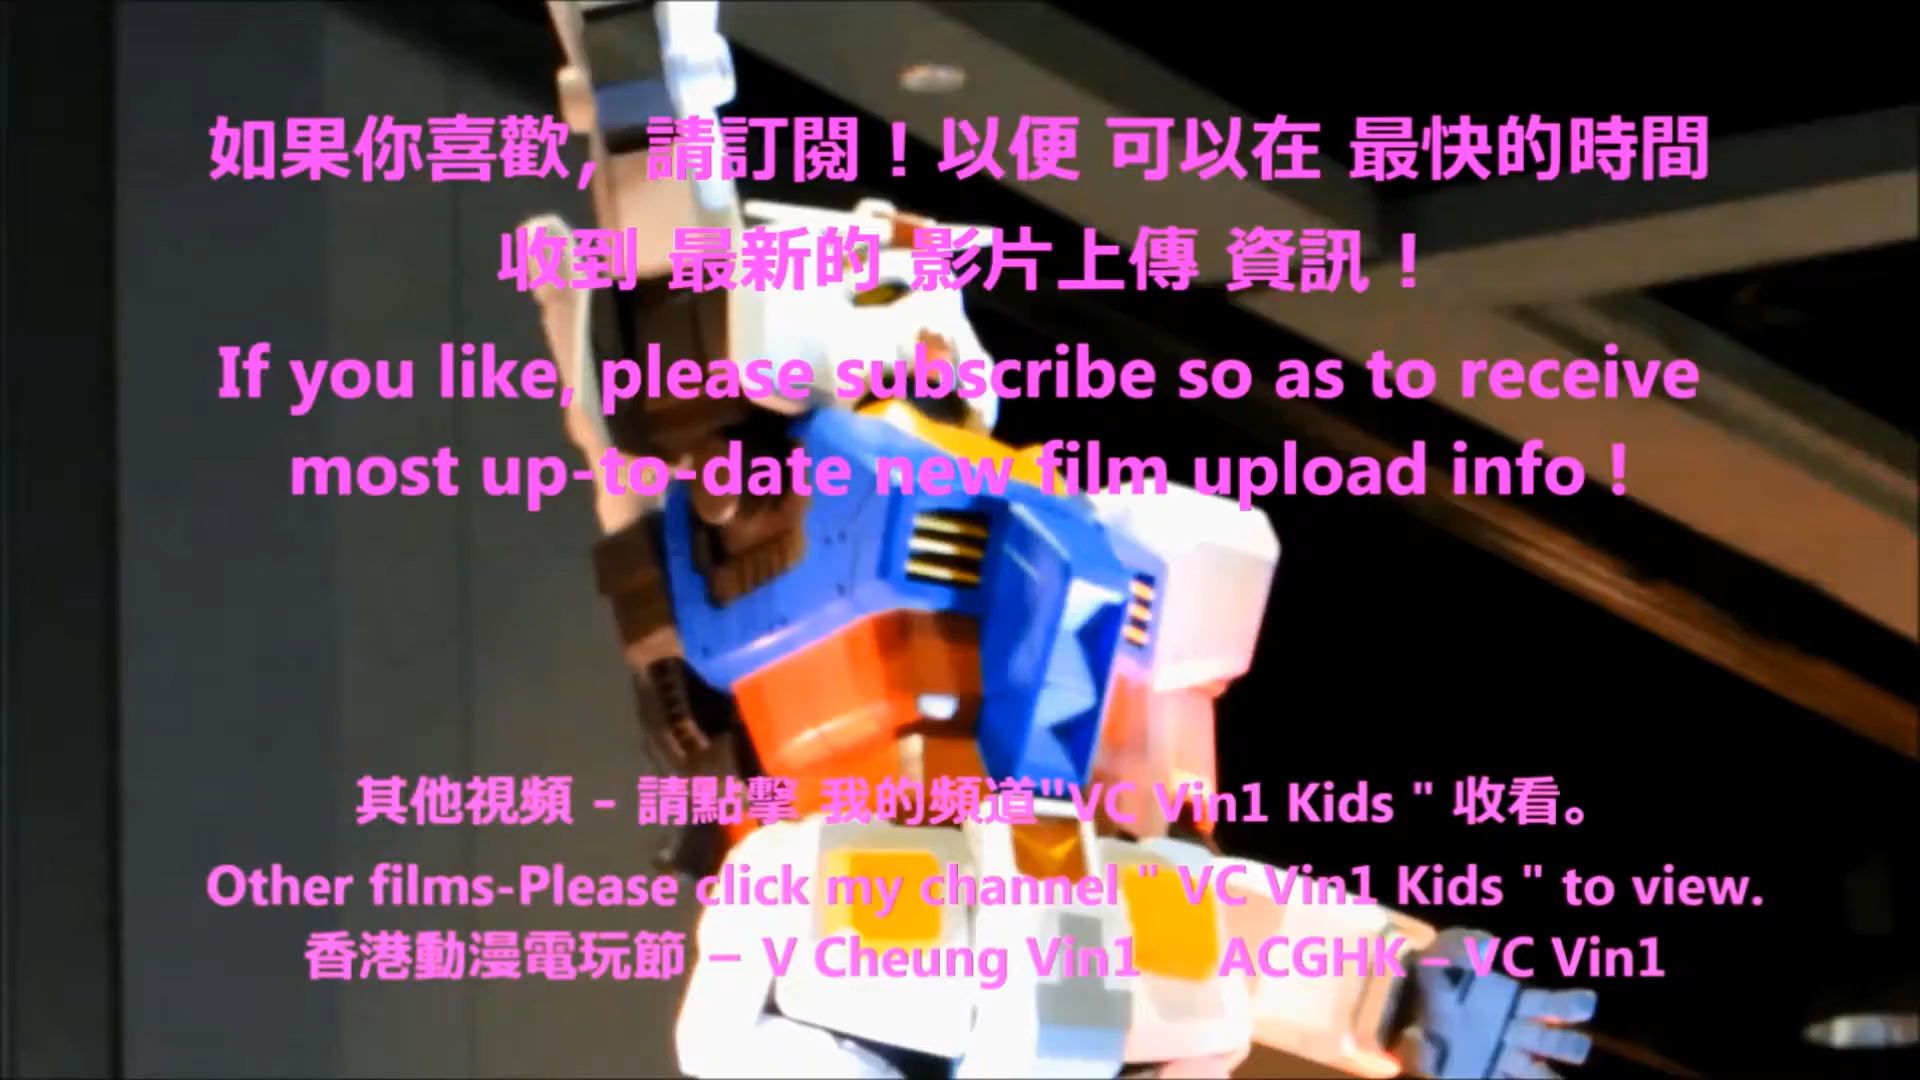 如果你喜歡，請訂閱！以便 可以在 最快的時間
收到 最新的 影片上傳 資訊！
If you like, please subscribe so as to receive
most up-to-date new film upload info !
其他視頻 – 請點擊 我的頻道"VC Vin1 Kids " 收看。
Other films-Please click my channel " VC Vin1 Kids " to view.
香港動漫電玩節 – V Cheung Vin1 ACGHK – VC Vin1